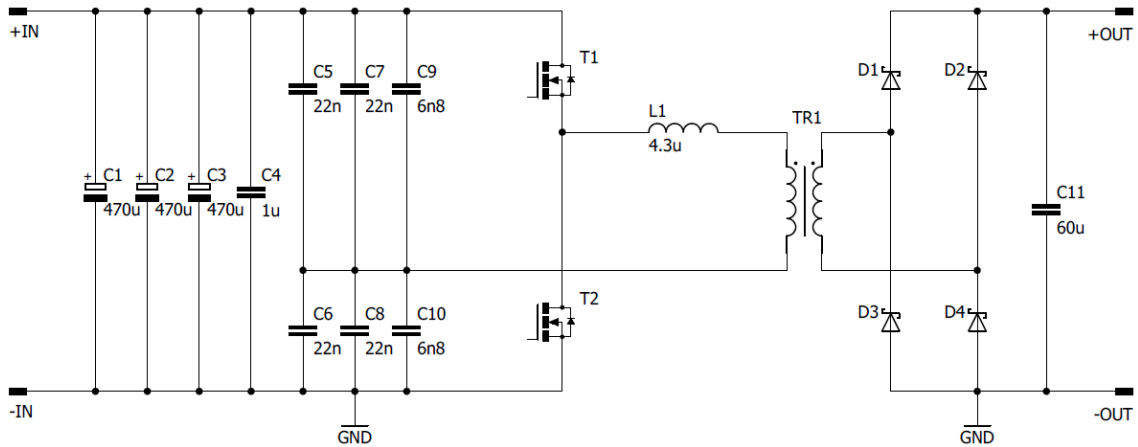 +IN
+OUT
T1
C5
22n
C7
22n
C9
6n8
D1
D2
L1
4.3u
TR1
+ C1
470u
+ C2
470u
+ C3
470u
C4
1u
C11
60u
T2
C6
22n
C8
22n
C10
6n8
D3
D4
-IN
-OUT
GND
GND